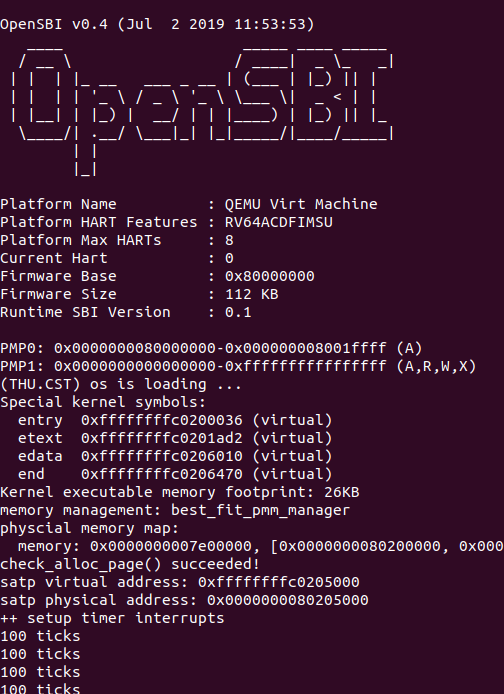 OpenSBI v0.4 (Jul  2 2019 11:53:53)
OpenSBI
Platform Name          : QEMU Virt Machine
Platform HART Features : RV64ACDFIMSU
Platform Max HARTs     : 8
Current Hart           : 0
Firmware Base          : 0x80000000
Firmware Size          : 112 KB
Runtime SBI Version    : 0.1
PMP0: 0x0000000080000000-0x000000008001ffff (A)
PMP1: 0x0000000000000000-0xffffffffffffffff (A,R,W,X)
(THU.CST) os is loading ...
Special kernel symbols:
  entry  0xffffffffc0200036 (virtual)
  etext  0xffffffffc0201ad2 (virtual)
  edata  0xffffffffc0206010 (virtual)
  end    0xffffffffc0206470 (virtual)
Kernel executable memory footprint: 26KB
memory management: best_fit_pmm_manager
physcial memory map:
  memory: 0x0000000007e00000, [0x0000000080200000, 0x000
check_alloc_page() succeeded!
satp virtual address: 0xffffffffc0205000
satp physical address: 0x0000000080205000
++ setup timer interrupts
100 ticks
100 ticks
100 ticks
100 ticks